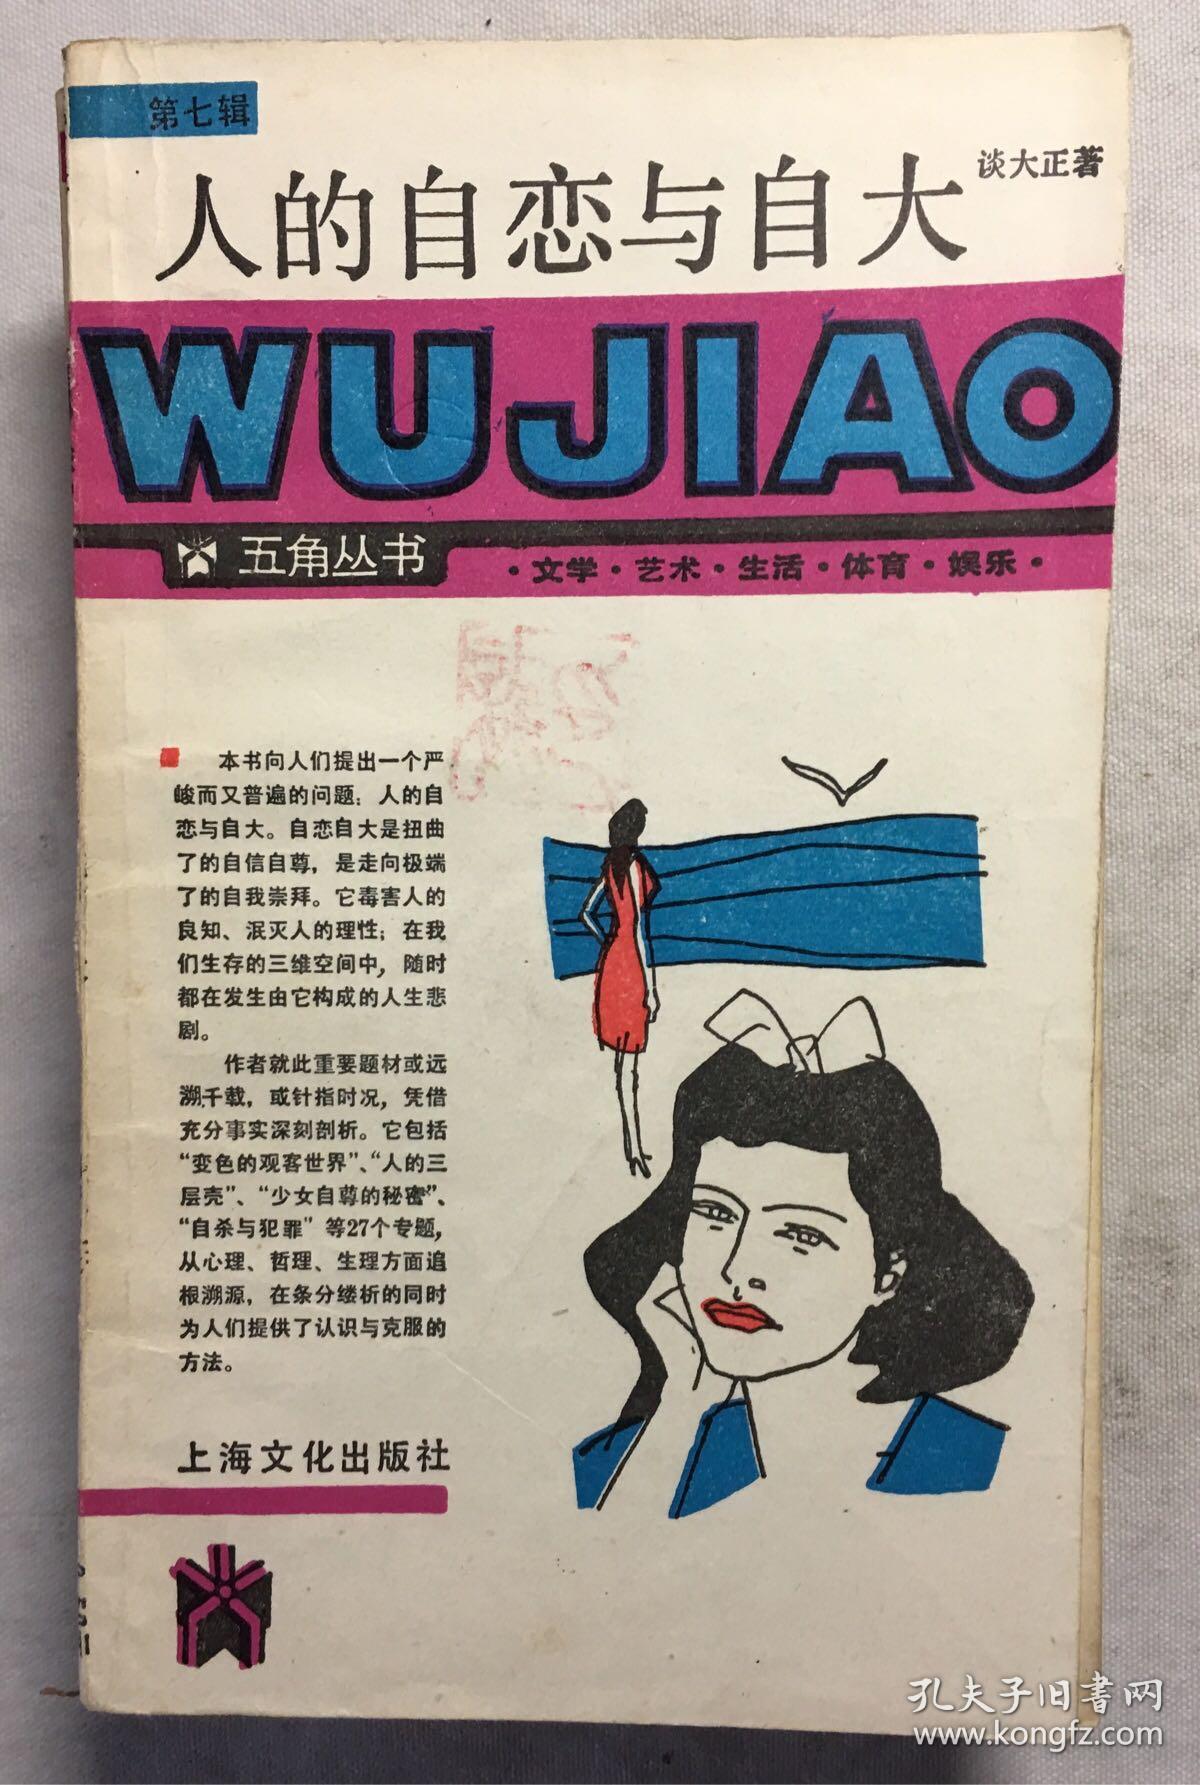 第七辑
人的自恋与自大
谈大正著
WUJIAO
五角丛书
·文学·艺术·生活·体育·娱乐·
本书向人们提出一个严
峻而又普遍的问题：人的自
恋与自大。自恋自大是扭曲
了的自信自尊，是走向极端
了的自我崇拜。它毒害人的
良知、泯灭人的理性；在我
们生存的三维空间中，随时
都在发生由它构成的人生悲
剧。
作者就此重要题材或远
溯千载，或针指时况，凭借
充分事实深刻剖析。它包括
“变色的观客世界”、“人的三
层壳”、“少女自尊的秘密”、
“自杀与犯罪”等27个专题，
从心理、哲理、生理方面追
根溯源，在条分缕析的同时
为人们提供了认识与克服的
方法。
上海文化出版社
孔夫子旧書网
www.kongfz.com